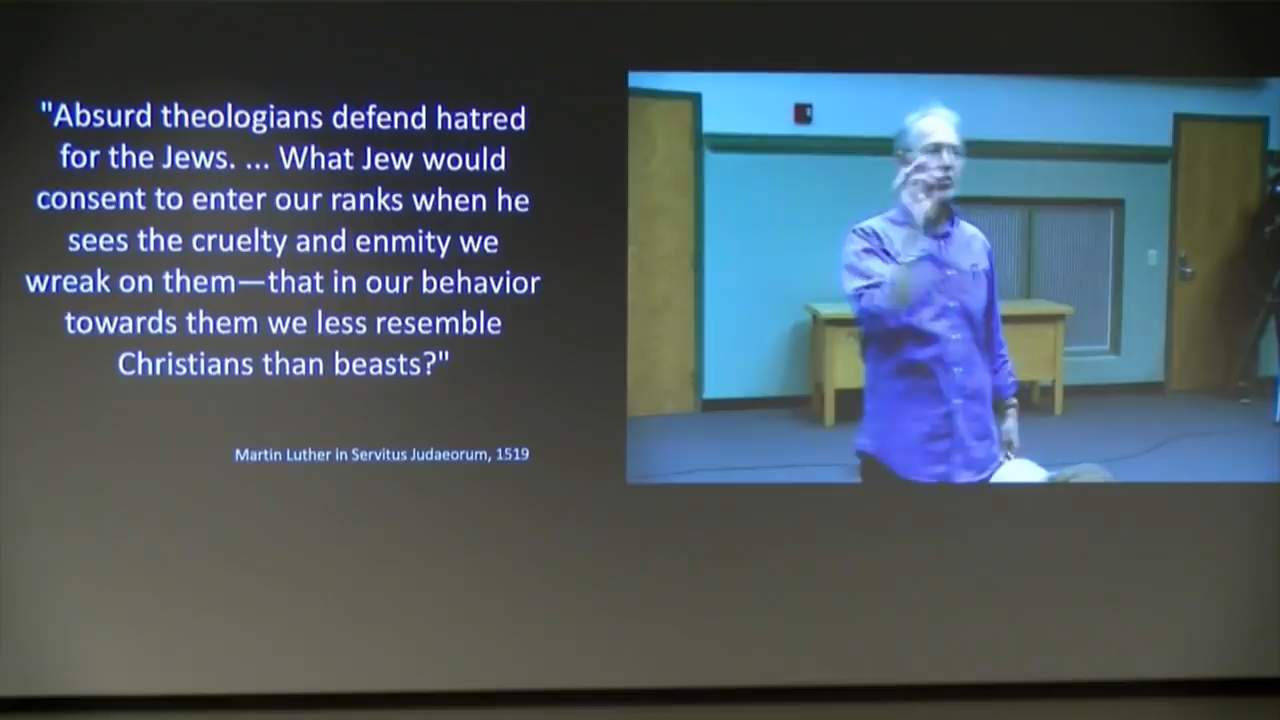 "Absurd theologians defend hatred
for the Jews. ... What Jew would
consent to enter our ranks when he
sees the cruelty and enmity we
wreak on them—that in our behavior
towards them we less resemble
Christians than beasts?"
Martin Luther in Servitus Judaeorum, 1519